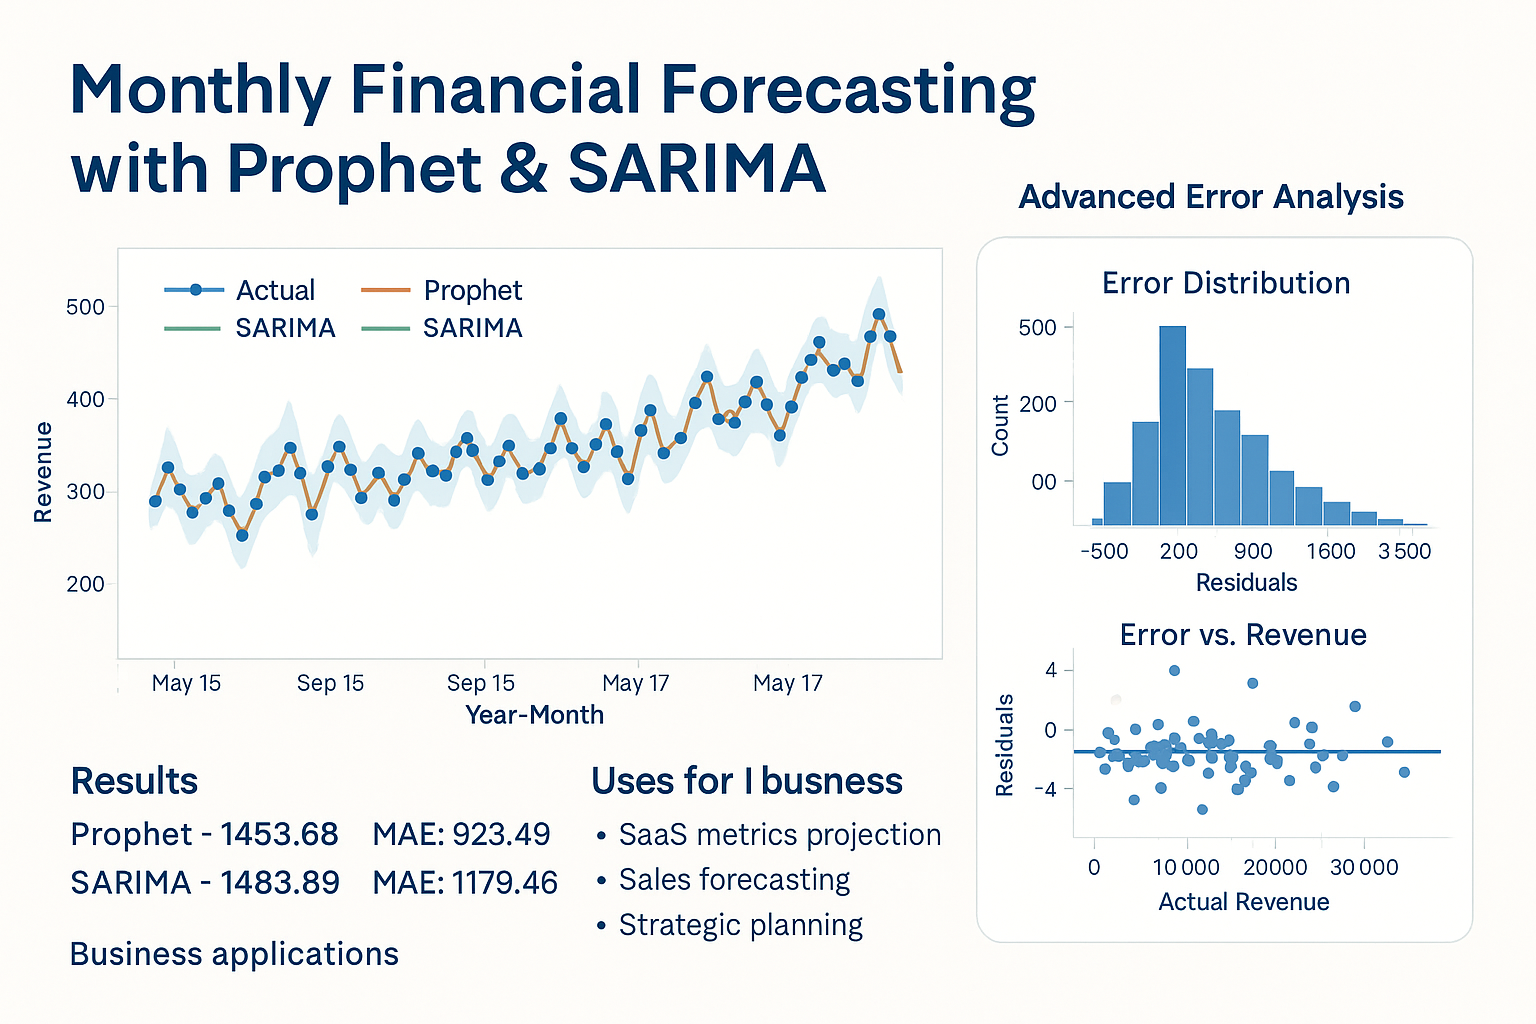 Monthly Financial Forecasting
with Prophet & SARIMA
Actual
Prophet
SARIMA
SARIMA
500
400
300
200
Revenue
May 15
Sep 15
Sep 15
May 17
May 17
Year-Month
Results
Prophet - 1453.68 MAE: 923.49
SARIMA - 1483.89 MAE: 1179.46
Business applications
Uses for I busness
• SaaS metrics projection
• Sales forecasting
• Strategic planning
Advanced Error Analysis
Error Distribution
500
200
00
Count
-500 200 900 1600 3 500
Residuals
Error vs. Revenue
4
0
-4
Residuals
0 10 000 20000 30 000
Actual Revenue